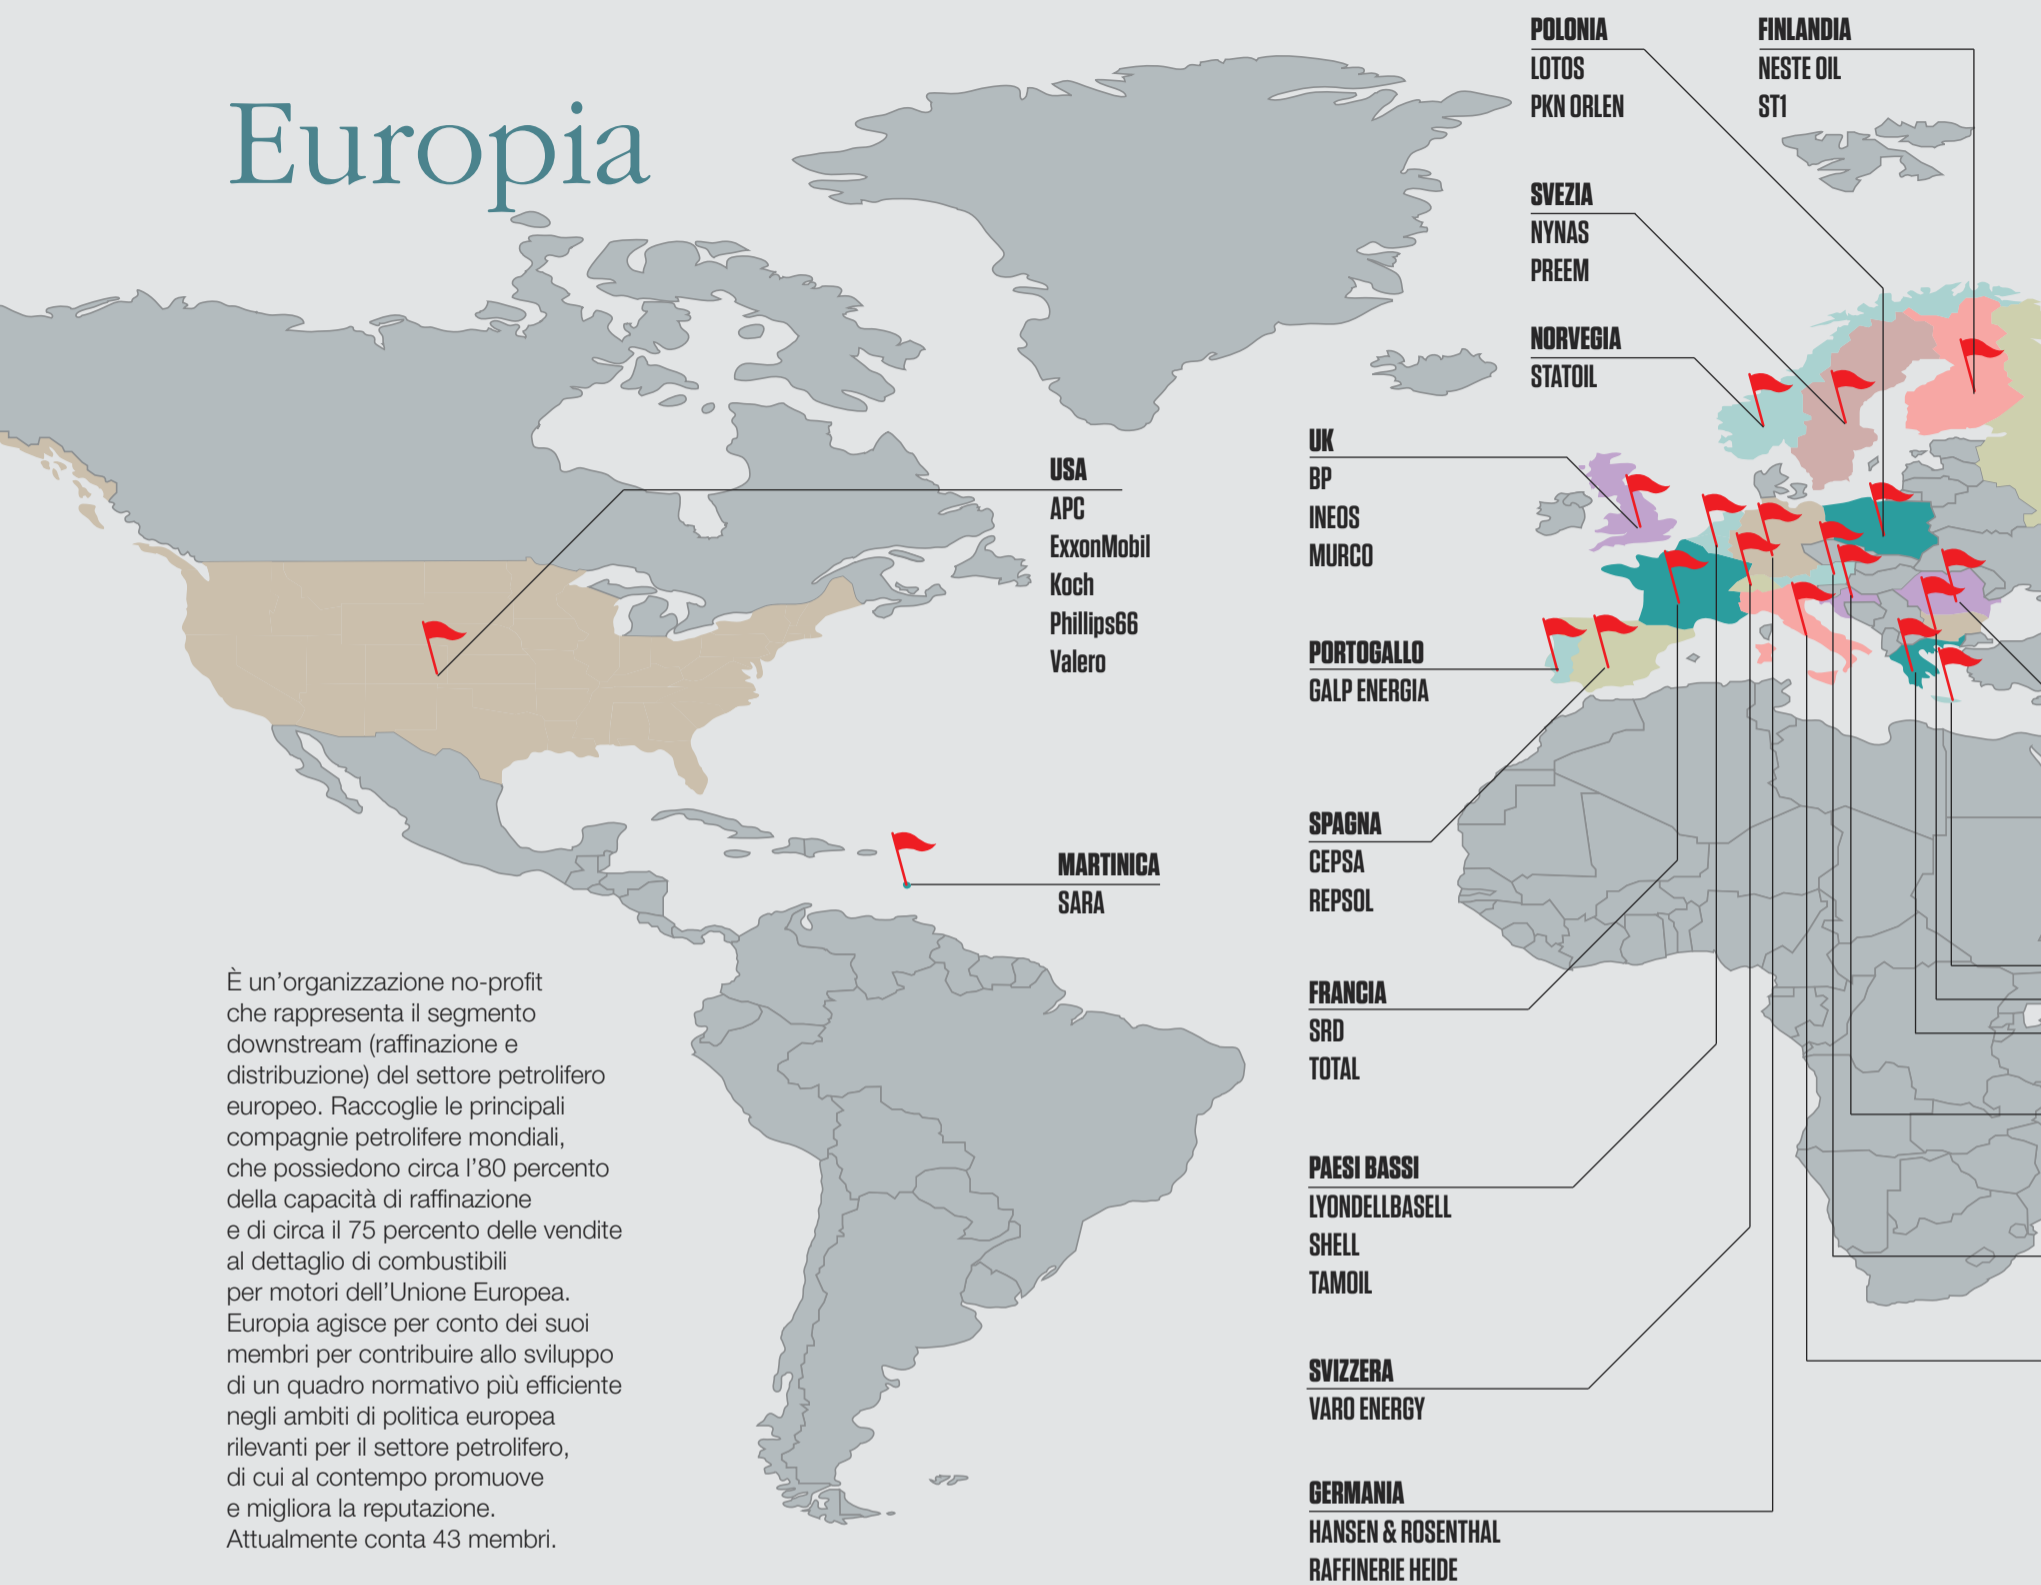 Europia
È un'organizzazione no-profit
che rappresenta il segmento
downstream (raffinazione e
distribuzione) del settore petrolifero
europeo. Raccoglie le principali
compagnie petrolifere mondiali,
che possiedono circa l'80 percento
della capacità di raffinazione
e di circa il 75 percento delle vendite
al dettaglio di combustibili
per motori dell'Unione Europea.
Europia agisce per conto dei suoi
membri per contribuire allo sviluppo
di un quadro normativo più efficiente
negli ambiti di politica europea
rilevanti per il settore petrolifero,
di cui al contempo promuove
e migliora la reputazione.
Attualmente conta 43 membri.
USA
APC
ExxonMobil
Koch
Phillips66
Valero
MARTINICA
SARA
POLONIA
LOTOS
PKN ORLEN
FINLANDIA
NESTE OIL
ST1
SVEZIA
NYNAS
PREEM
NORVEGIA
STATOIL
UK
BP
INEOS
MURCO
PORTOGALLO
GALP ENERGIA
SPAGNA
CEPSA
REPSOL
FRANCIA
SRD
TOTAL
PAESI BASSI
LYONDELLBASELL
SHELL
TAMOIL
SVIZZERA
VARO ENERGY
GERMANIA
HANSEN & ROSENTHAL
RAFFINERIE HEIDE